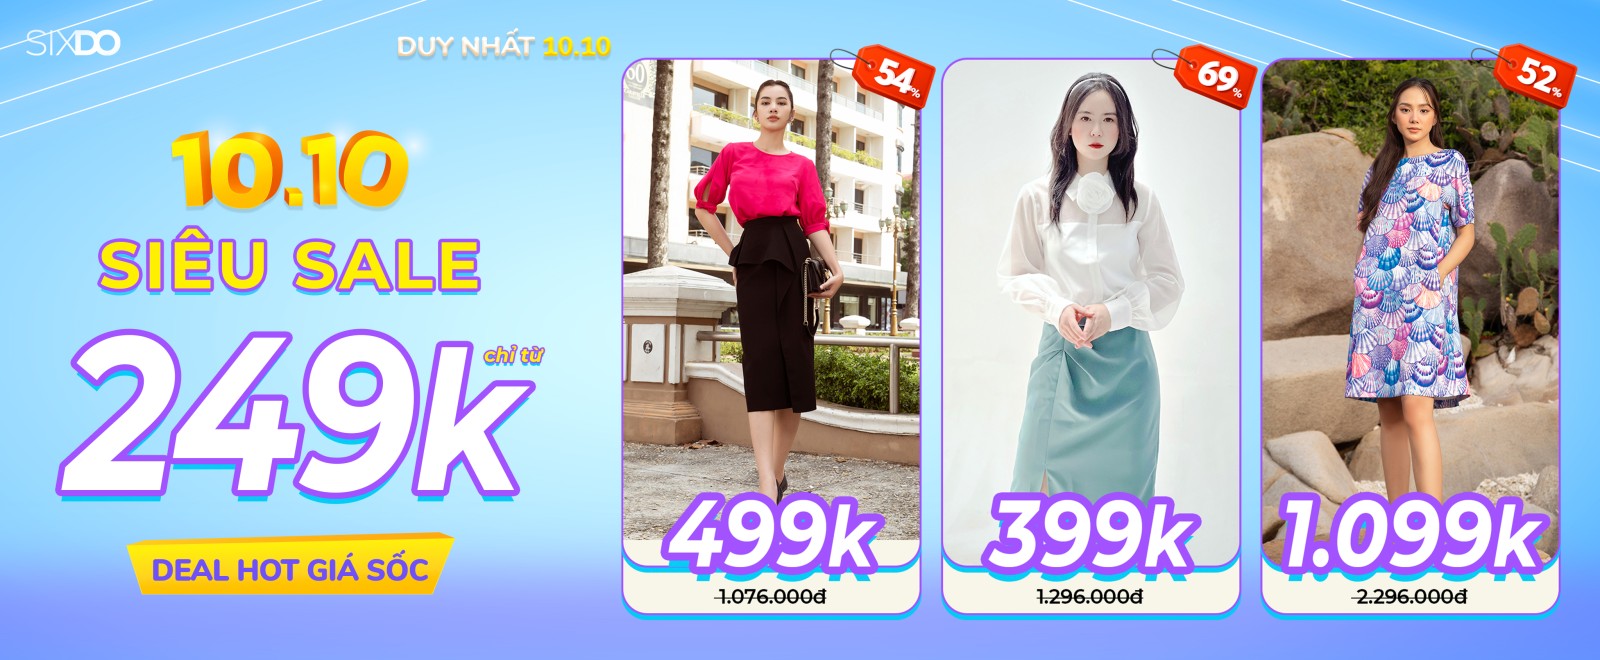 SIXDO
DUY NHẤT 10.10
10.10
SIÊU SALE
chỉ từ
249k
DEAL HOT GIÁ SỐC
54%
499k
1.076.000đ
69%
399k
1.296.000đ
52%
1.099k
2.296.000đ